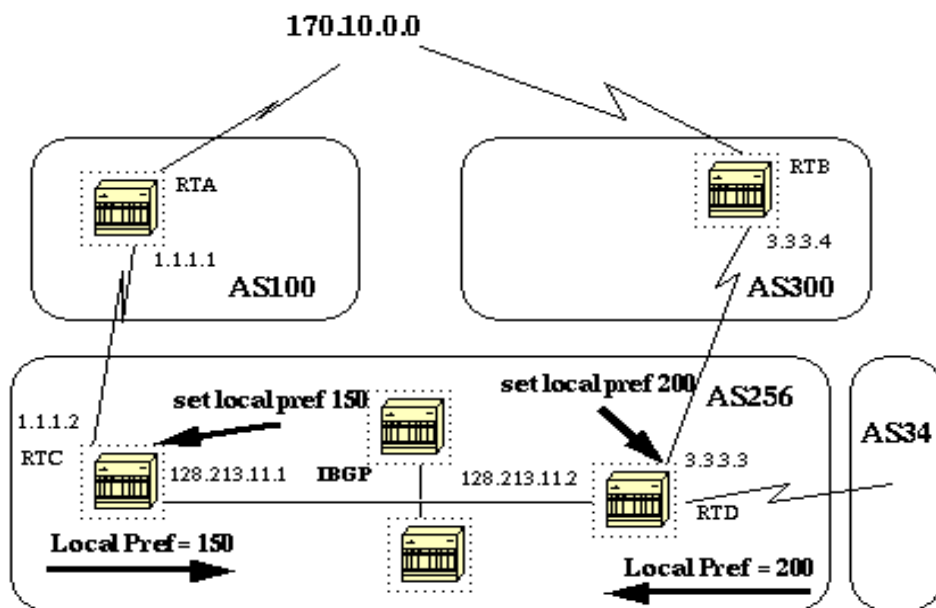 170.10.0.0
RTA
RTB
1.1.1.1
3.3.3.4
AS100
AS300
set local pref 150
set local pref 200
AS256
1.1.1.2
AS34
RTC
128.213.11.1
IBGP
128.213.11.2
3.3.3.3
RTD
Local Pref = 150
Local Pref = 200